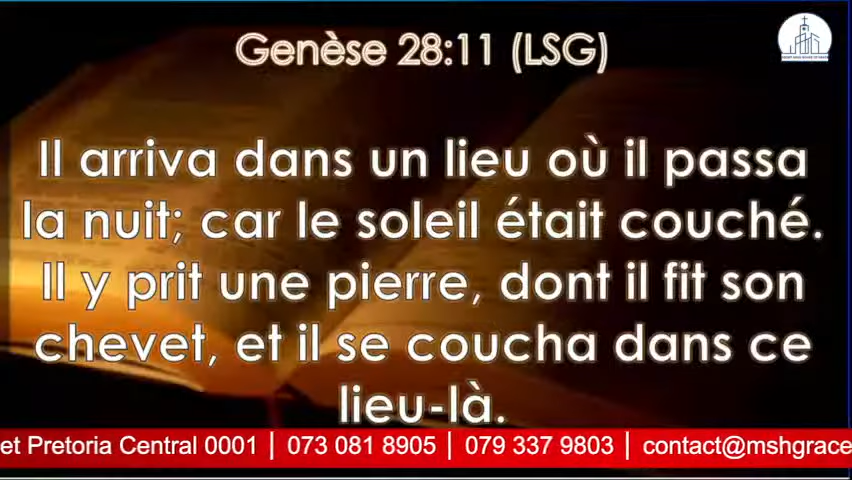 Genèse 28:11 (LSG)
Il arriva dans un lieu où il passa
la nuit; car le soleil était couché.
Il y prit une pierre, dont il fit son
chevet, et il se coucha dans ce
lieu-là.
et Pretoria Central 0001 | 073 081 8905 | 079 337 9803 | contact@mshgrace